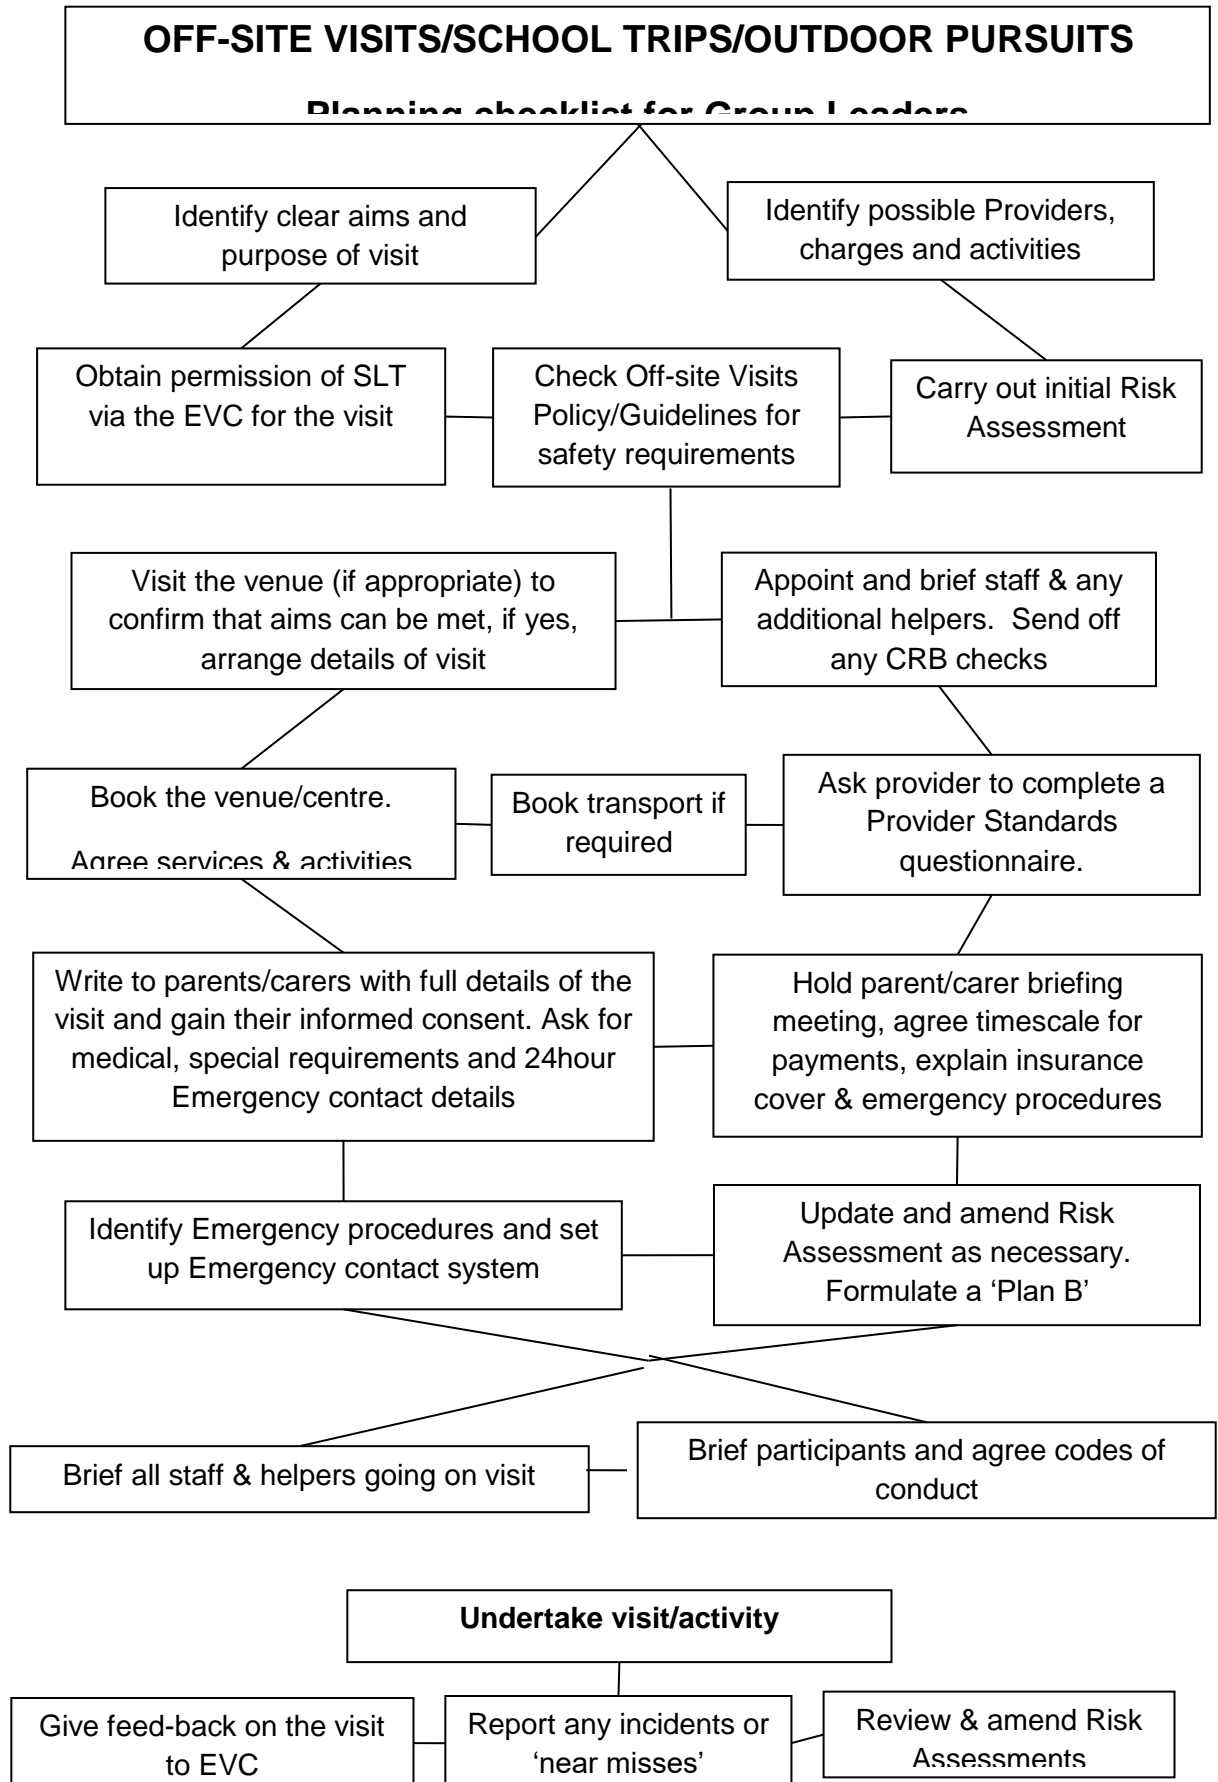 OFF-SITE VISITS/SCHOOL TRIPS/OUTDOOR PURSUITS
Planning checklist for Group Leaders
Identify clear aims and
purpose of visit
Identify possible Providers,
charges and activities
Obtain permission of SLT
via the EVC for the visit
Check Off-site Visits
Policy/Guidelines for
safety requirements
Carry out initial Risk
Assessment
Visit the venue (if appropriate) to
confirm that aims can be met, if yes,
arrange details of visit
Appoint and brief staff & any
additional helpers.  Send off
any CRB checks
Book the venue/centre.
Agree services & activities
Book transport if
required
Ask provider to complete a
Provider Standards
questionnaire.
Write to parents/carers with full details of the
visit and gain their informed consent. Ask for
medical, special requirements and 24hour
Emergency contact details
Hold parent/carer briefing
meeting, agree timescale for
payments, explain insurance
cover & emergency procedures
Identify Emergency procedures and set
up Emergency contact system
Update and amend Risk
Assessment as necessary.
Formulate a ‘Plan B’
Brief all staff & helpers going on visit
Brief participants and agree codes of
conduct
Undertake visit/activity
Give feed-back on the visit
to EVC
Report any incidents or
‘near misses’
Review & amend Risk
Assessments